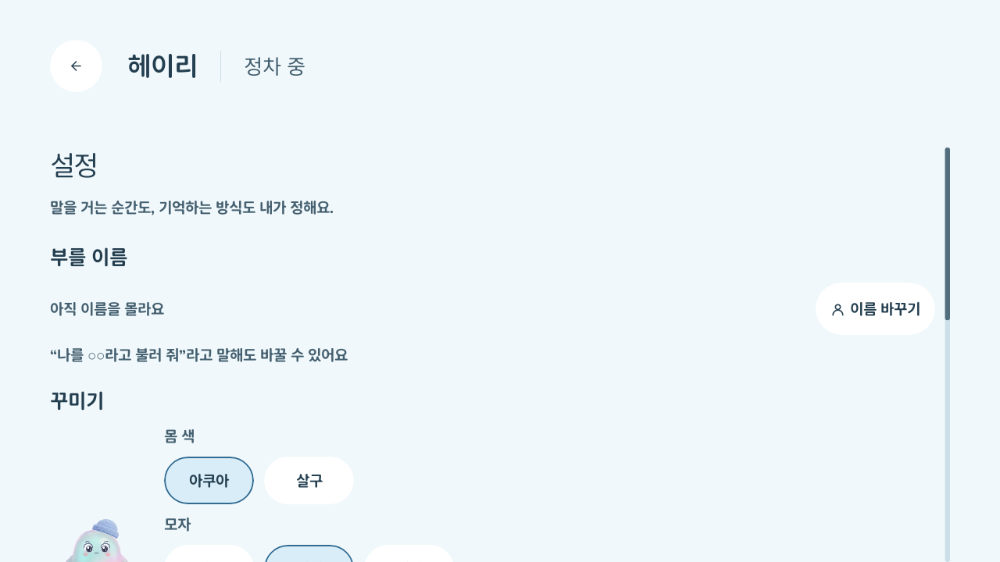 헤이리
정차 중
설정
말을 거는 순간도, 기억하는 방식도 내가 정해요.
부를 이름
아직 이름을 몰라요
이름 바꾸기
“나를 ○○라고 불러 줘”라고 말해도 바꿀 수 있어요
꾸미기
몸 색
아쿠아
살구
모자